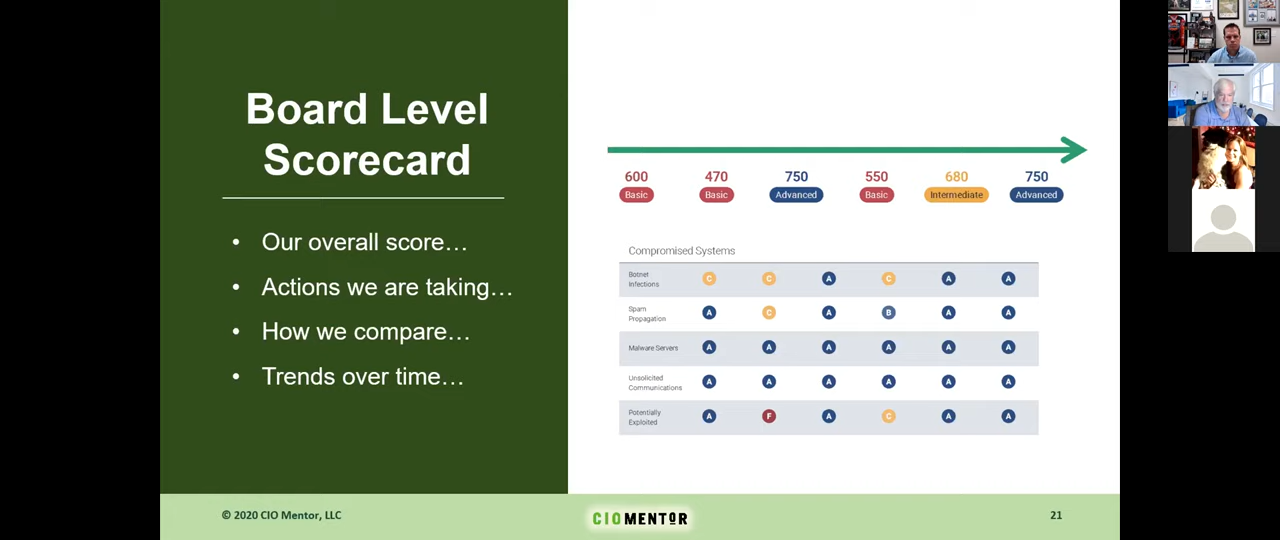 Board Level
Scorecard
• Our overall score…
• Actions we are taking…
• How we compare…
• Trends over time…
600 470 750 550 680 750
Basic Basic Advanced Basic Intermediate Advanced
Compromised Systems
Botnet
Infections
C C A C A A
Spam
Propagation
A C A B A A
Malware Servers A A A A A A
Unsolicited
Communications
A A A A A A
Potentially
Exploited
A F A C A A
© 2020 CIO Mentor, LLC
CIOMENTOR
21